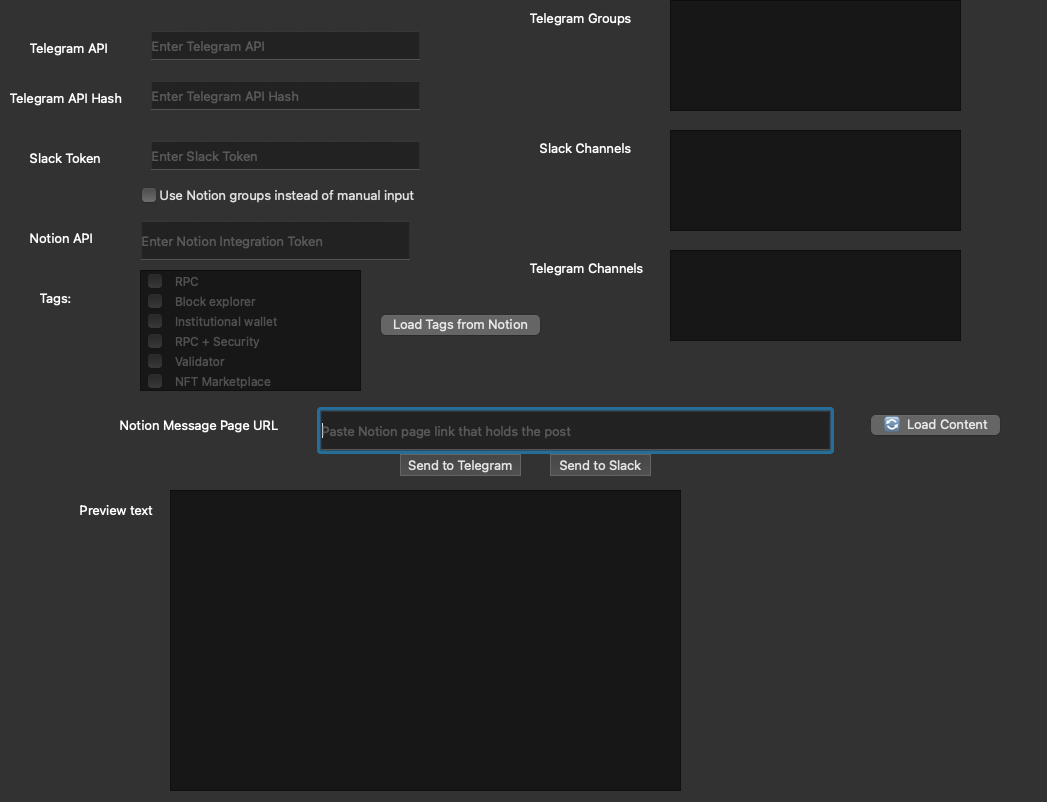 Telegram API
Enter Telegram API
Telegram API Hash
Enter Telegram API Hash
Slack Token
Enter Slack Token
Use Notion groups instead of manual input
Notion API
Enter Notion Integration Token
Tags:
RPC
Block explorer
Institutional wallet
RPC + Security
Validator
NFT Marketplace
Load Tags from Notion
Telegram Groups
Slack Channels
Telegram Channels
Notion Message Page URL
Paste Notion page link that holds the post
Load Content
Send to Telegram
Send to Slack
Preview text